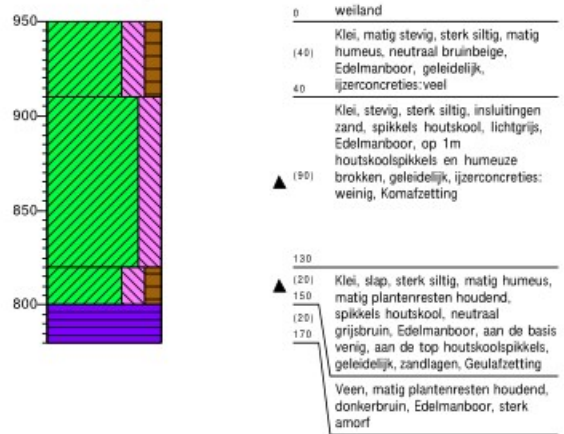 950
900
850
800
0 weiland
(40) Klei, matig stevig, sterk siltig, matig
humeus, neutraal bruinbeige,
Edelmanboor, geleidelijk,
40 ijzerconcreties:veel
Klei, stevig, sterk siltig, insluitingen
zand, spikkels houtskool, lichtgrijs,
Edelmanboor, op 1m
houtskoolspikkels en humeuze
(90) brokken, geleidelijk, ijzerconcreties:
weinig, Komafzetting
130
(20) Klei, slap, sterk siltig, matig humeus,
150 matig plantenresten houdend,
(20) spikkels houtskool, neutraal
170 grijsbruin, Edelmanboor, aan de basis
venig, aan de top houtskoolspikkels,
geleidelijk, zandlagen, Geulafzetting
Veen, matig plantenresten houdend,
donkerbruin, Edelmanboor, sterk
amorf